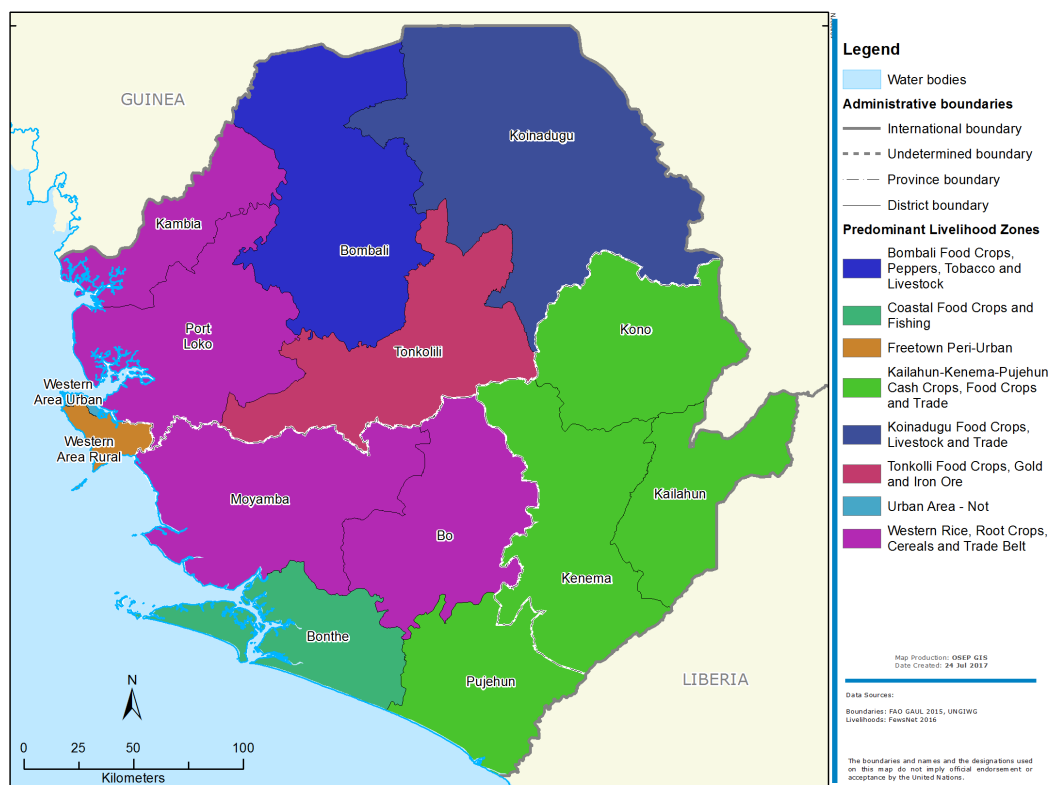 GUINEA
Koinadugu
Kambia
Bombali
Port
Loko
Kono
Tonkolili
Western
Area Urban
Western
Area Rural
Moyamba
Kailahun
Bo
Kenema
Bonthe
Pujehun
LIBERIA
N
0 25 50 100
Kilometers
Legend
Water bodies
Administrative boundaries
International boundary
Undetermined boundary
Province boundary
District boundary
Predominant Livelihood Zones
Bombali Food Crops,
Peppers, Tobacco and
Livestock
Coastal Food Crops and
Fishing
Freetown Peri-Urban
Kailahun-Kenema-Pujehun
Cash Crops, Food Crops
and Trade
Koinadugu Food Crops,
Livestock and Trade
Tonkolli Food Crops, Gold
and Iron Ore
Urban Area - Not
Western Rice, Root Crops,
Cereals and Trade Belt
Map Production: OSEP GIS
Date Created: 24 Jul 2017
Data Sources:
Boundaries: FAO GAUL 2015, UNGIWG
Livelihoods: FewsNet 2016
The boundaries and names and the designations used
on this map do not imply official endorsement or
acceptance by the United Nations.